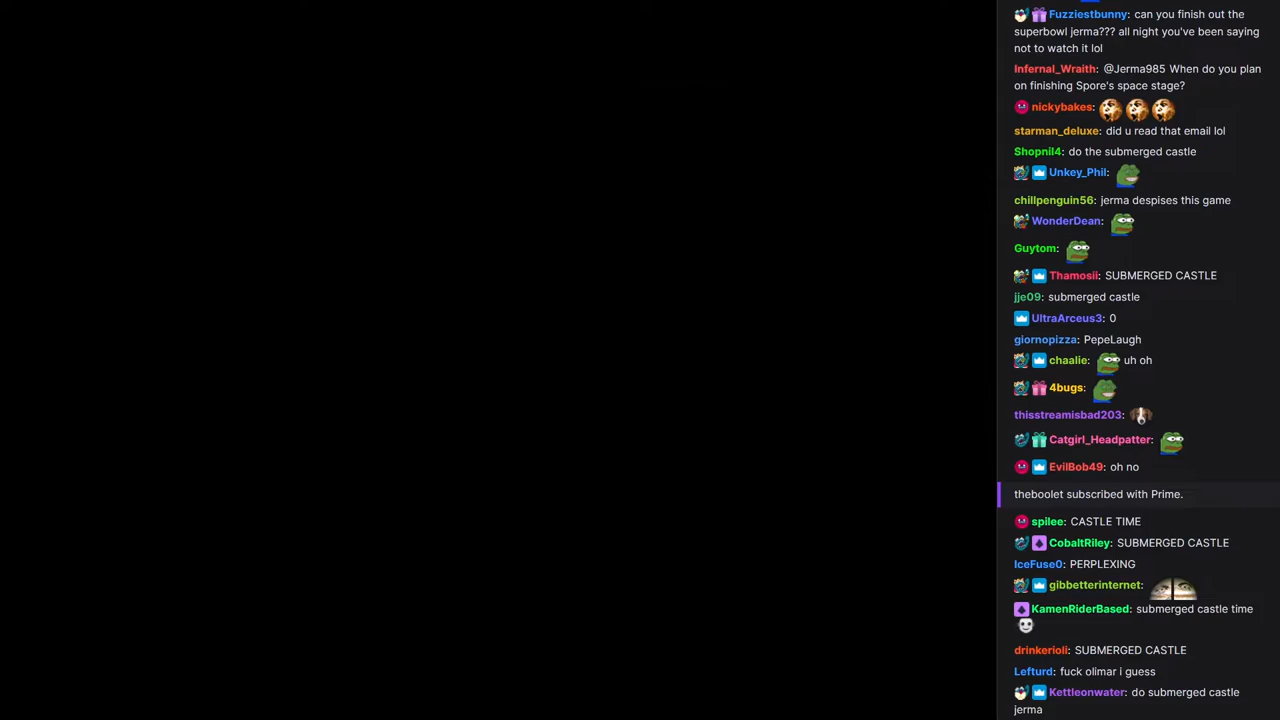 Fuzziestbunny: can you finish out the
superbowl jerma??? all night you've been saying
not to watch it lol
Infernal_Wraith: @Jerma985 When do you plan
on finishing Spore's space stage?
nickybakes:
starman_deluxe: did u read that email lol
Shopnil4: do the submerged castle
Unkey_Phil:
chillpenguin56: jerma despises this game
WonderDean:
Guytom:
Thamosii: SUBMERGED CASTLE
jje09: submerged castle
UltraArceus3: 0
giornopizza: PepeLaugh
chaalie: uh oh
4bugs:
thisstreamisbad203:
Catgirl_Headpatter:
EvilBob49: oh no
theboolet subscribed with Prime.
spilee: CASTLE TIME
CobaltRiley: SUBMERGED CASTLE
IceFuse0: PERPLEXING
gibbetterinternet:
KamenRiderBased: submerged castle time
drinkerioli: SUBMERGED CASTLE
Lefturd: fuck olimar i guess
Kettleonwater: do submerged castle
jerma